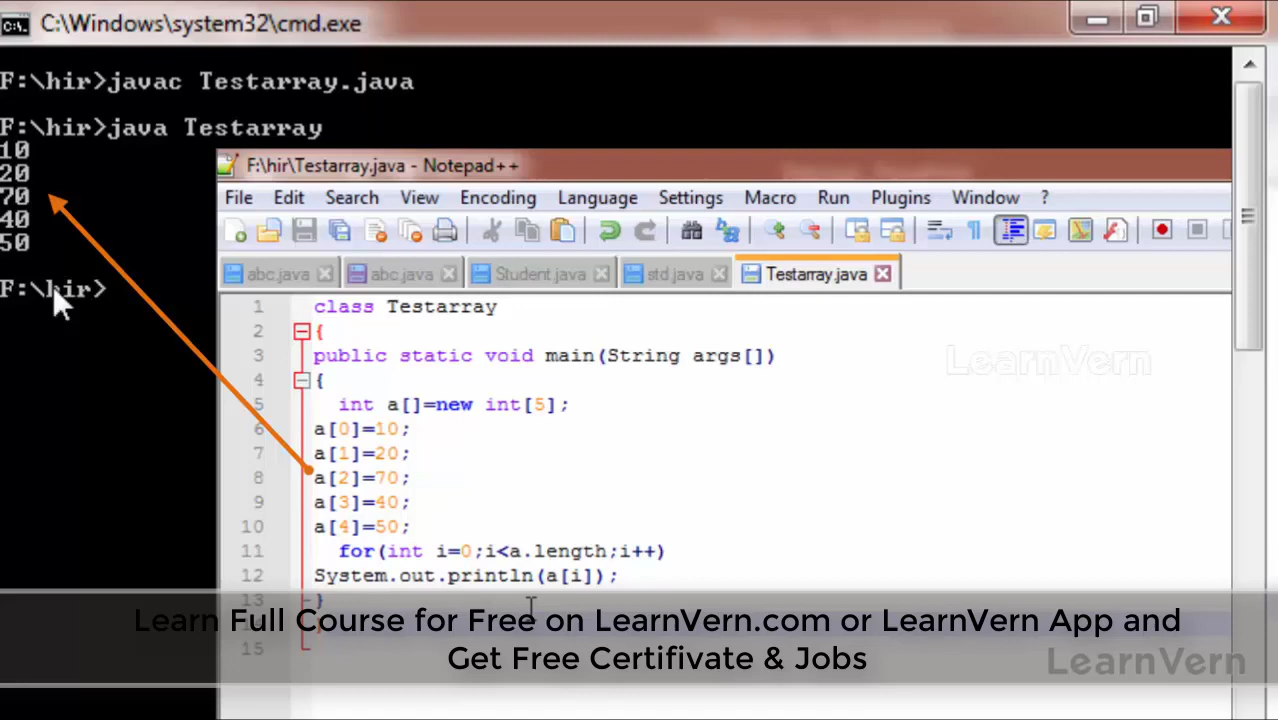 C:\Windows\system32\cmd.exe
F:\hir>javac Testarray.java
F:\hir>java Testarray
10
20
70
40
50
F:\hir>
F:\hir\Testarray.java - Notepad++
File Edit Search View Encoding Language Settings Macro Run Plugins Window ?
abc.java abc.java Student.java std.java Testarray.java
1 class Testarray
2 {
3 public static void main(String args[])
4 {
5 int a[]=new int[5];
6 a[0]=10;
7 a[1]=20;
8 a[2]=70;
9 a[3]=40;
10 a[4]=50;
11 for(int i=0;i<a.length;i++)
12 System.out.println(a[i]);
13 }
15
LearnVern
Learn Full Course for Free on LearnVern.com or LearnVern App and
Get Free Certifivate & Jobs
LearnVern